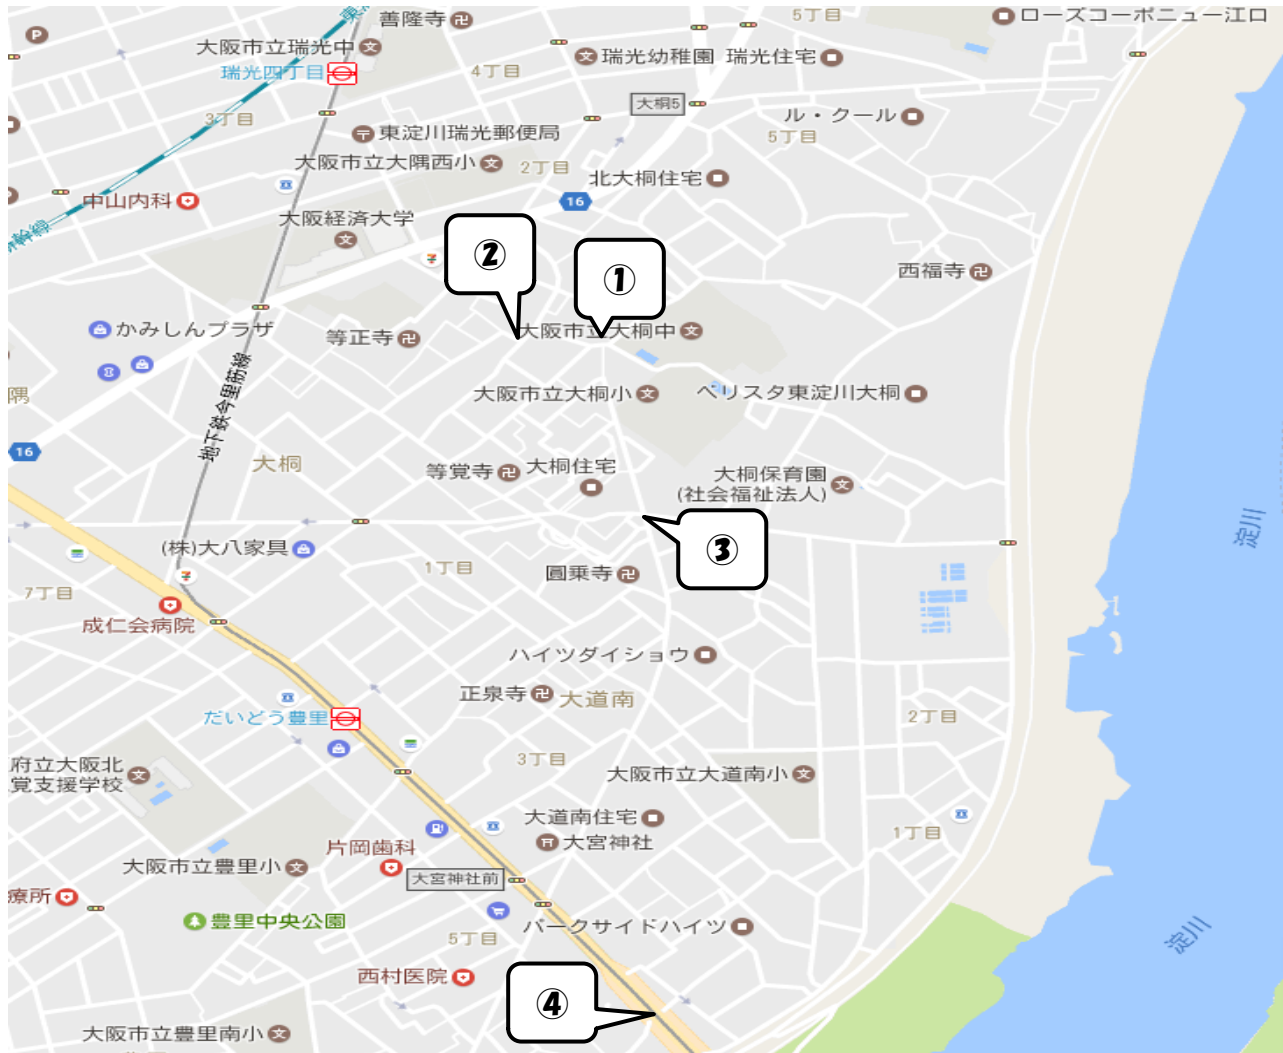 善隆寺
5丁目
ローズコーポニュー江口
P
大阪市立瑞光中
瑞光四丁目
4丁目
瑞光幼稚園
瑞光住宅
大桐5
3丁目
東淀川瑞光郵便局
ル・クール
5丁目
大阪市立大隅西小
2丁目
北大桐住宅
中山内科
16
大阪経済大学
幹線
②
①
西福寺
かみしんプラザ
等正寺
大阪市立大桐中
地下鉄今里筋線
大阪市立大桐小
ベリスタ東淀川大桐
隅
16
大桐
等覚寺
大桐住宅
大桐保育園
(社会福祉法人)
淀川
(株)大八家具
③
1丁目
圓乗寺
7丁目
成仁会病院
ハイツダイショウ
正泉寺
大道南
だいどう豊里
2丁目
府立大阪北
覚支援学校
3丁目
大阪市立大道南小
大道南住宅
1丁目
大宮神社
片岡歯科
大阪市立豊里小
大宮神社前
療所
豊里中央公園
パークサイドハイツ
5丁目
淀川
西村医院
④
大阪市立豊里南小